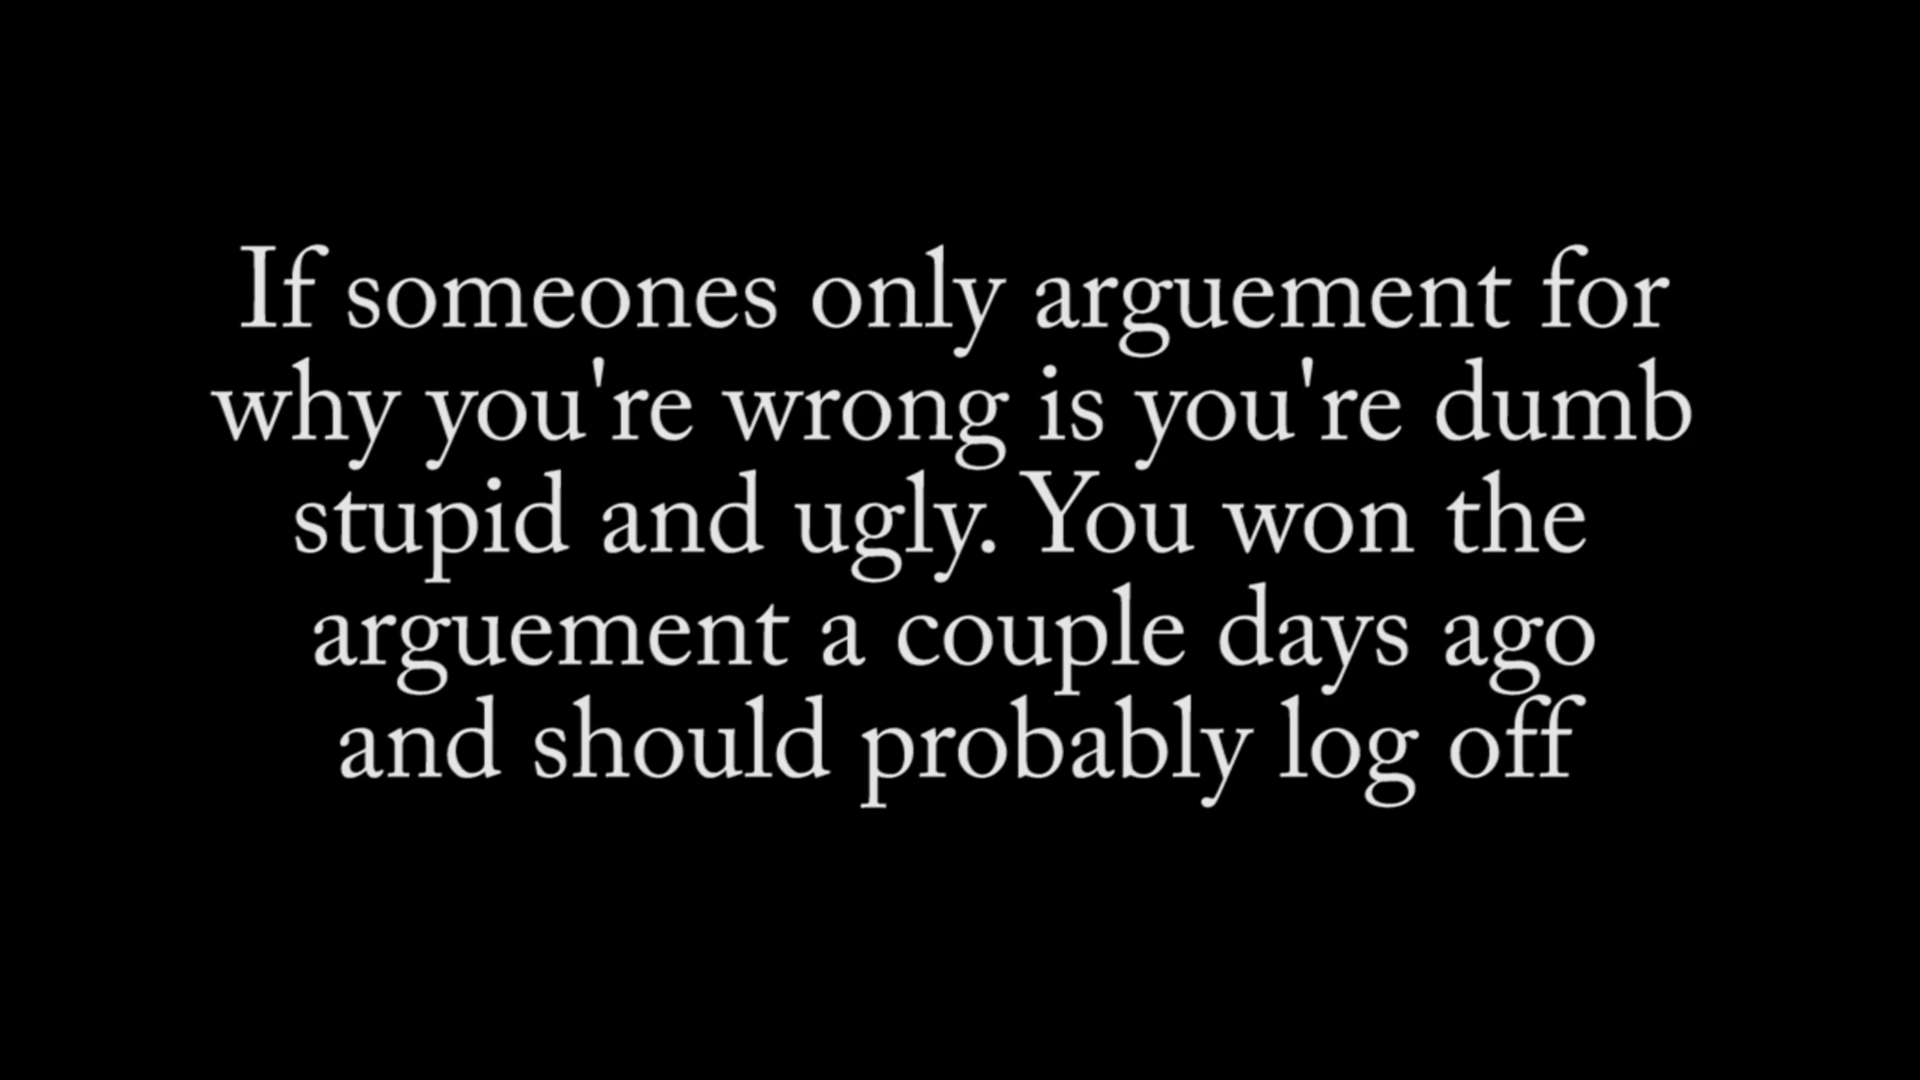 If someones only arguement for
why you're wrong is you're dumb
stupid and ugly. You won the
arguement a couple days ago
and should probably log off